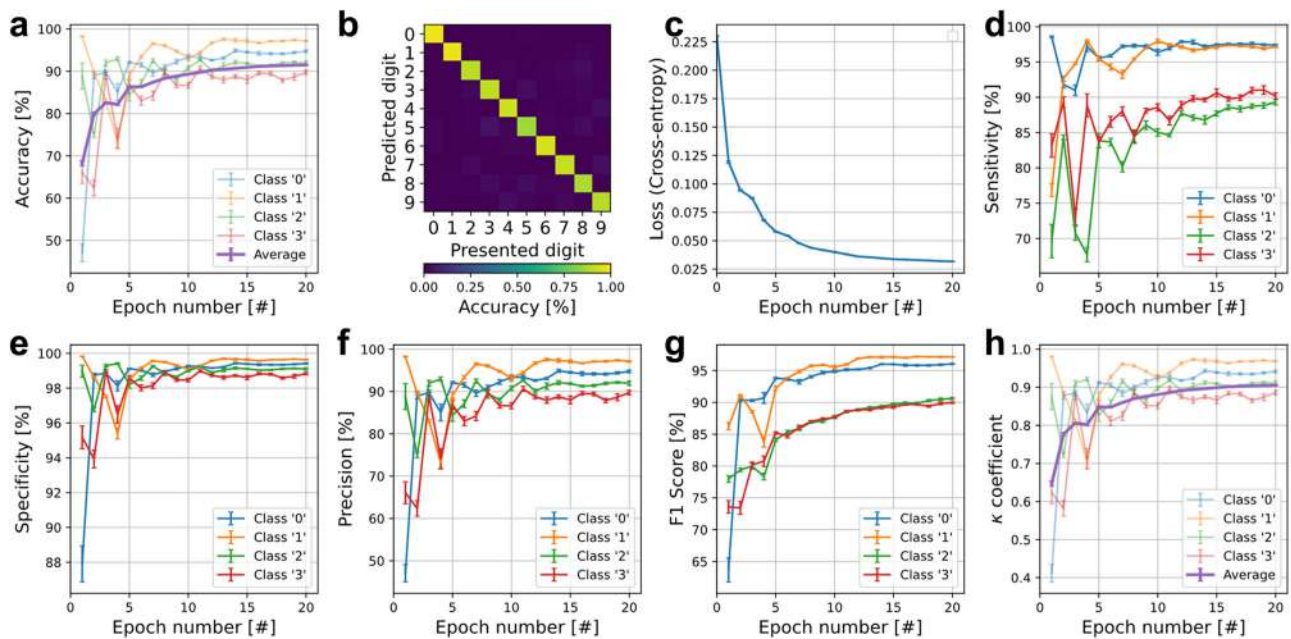 a
100
90
80
70
60
50
Accuracy [%]
Class '0'
Class '1'
Class '2'
Class '3'
Average
0 5 10 15 20
Epoch number [#]
b
0
1
2
3
4
5
6
7
8
9
Predicted digit
0 1 2 3 4 5 6 7 8 9
Presented digit
0.00 0.25 0.50 0.75 1.00
Accuracy [%]
c
0.225
0.200
0.175
0.150
0.125
0.100
0.075
0.050
0.025
Loss (Cross-entropy)
0 5 10 15 20
Epoch number [#]
d
100
95
90
85
80
75
70
Sensitivity [%]
Class '0'
Class '1'
Class '2'
Class '3'
0 5 10 15 20
Epoch number [#]
e
100
98
96
94
92
90
88
Specificity [%]
Class '0'
Class '1'
Class '2'
Class '3'
0 5 10 15 20
Epoch number [#]
f
100
90
80
70
60
50
Precision [%]
Class '0'
Class '1'
Class '2'
Class '3'
0 5 10 15 20
Epoch number [#]
g
95
90
85
80
75
70
65
F1 Score [%]
Class '0'
Class '1'
Class '2'
Class '3'
0 5 10 15 20
Epoch number [#]
h
1.0
0.9
0.8
0.7
0.6
0.5
0.4
κ coefficient
Class '0'
Class '1'
Class '2'
Class '3'
Average
0 5 10 15 20
Epoch number [#]